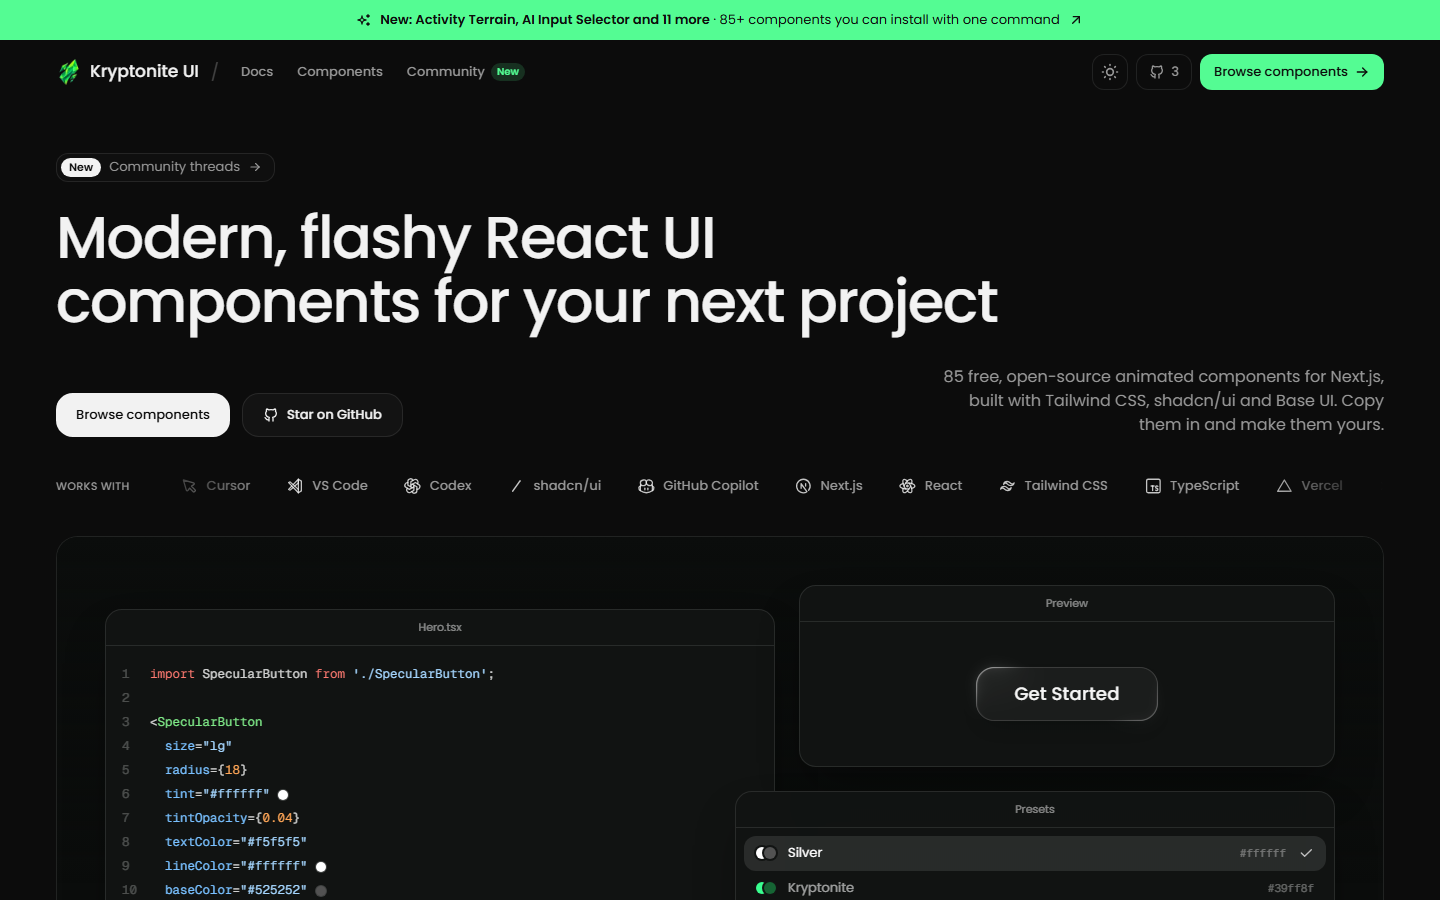 New: Activity Terrain, AI Input Selector and 11 more · 85+ components you can install with one command
Kryptonite UI / Docs Components Community New
3 Browse components
New Community threads
Modern, flashy React UI
components for your next project
85 free, open-source animated components for Next.js,
built with Tailwind CSS, shadcn/ui and Base UI. Copy
them in and make them yours.
Browse components Star on GitHub
WORKS WITH Cursor VS Code Codex shadcn/ui GitHub Copilot Next.js React Tailwind CSS TypeScript Vercel
Hero.tsx
1 import SpecularButton from './SpecularButton';
2
3 <SpecularButton
4 size="lg"
5 radius={18}
6 tint="#ffffff"
7 tintOpacity={0.04}
8 textColor="#f5f5f5"
9 lineColor="#ffffff"
10 baseColor="#525252"
Preview
Get Started
Presets
Silver #ffffff
Kryptonite #39ff8f